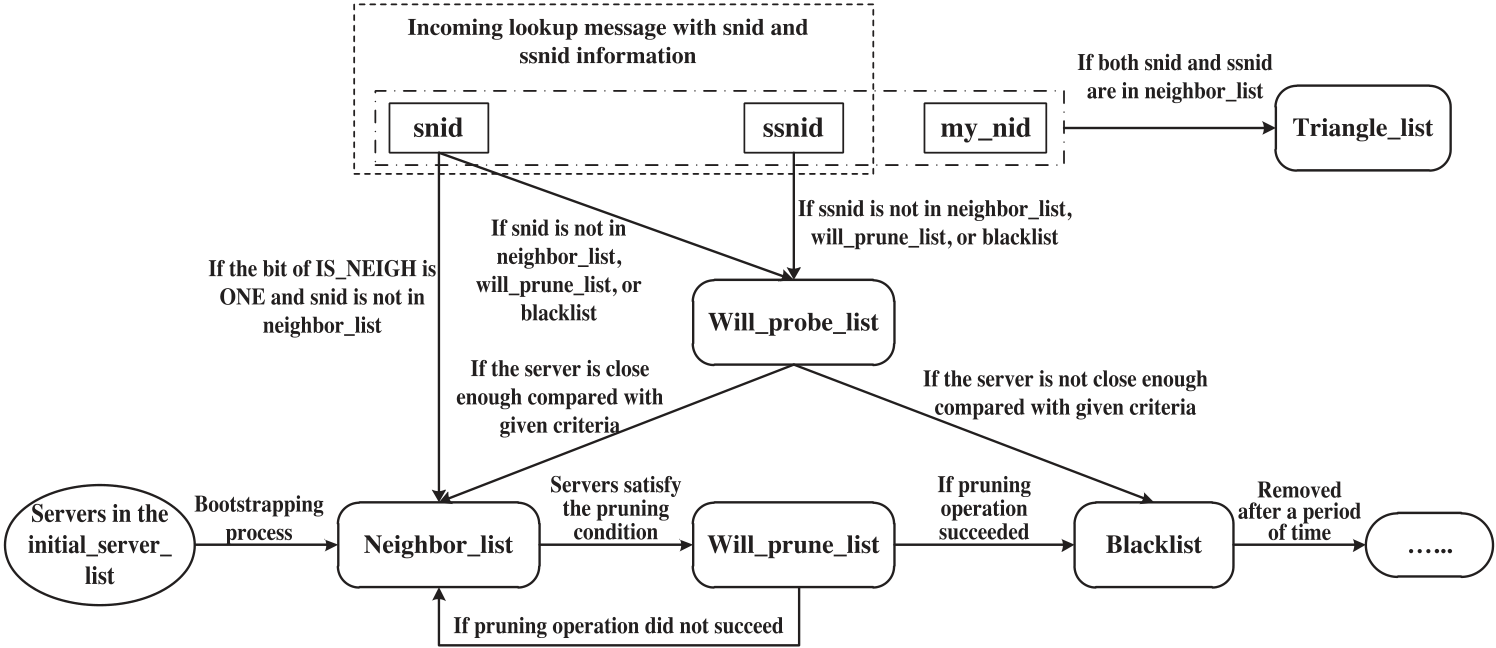 Incoming lookup message with snid and
ssnid information
snid
ssnid
my_nid
If both snid and ssnid
are in neighbor_list
Triangle_list
If ssnid is not in neighbor_list,
will_prune_list, or blacklist
If snid is not in
neighbor_list,
will_prune_list, or
blacklist
If the bit of IS_NEIGH is
ONE and snid is not in
neighbor_list
Will_probe_list
If the server is close
enough compared with
given criteria
If the server is not close enough
compared with given criteria
Servers in the
initial_server_
list
Bootstrapping
process
Neighbor_list
Servers satisfy
the pruning
condition
Will_prune_list
If pruning
operation
succeeded
Blacklist
Removed
after a period
of time
......
If pruning operation did not succeed